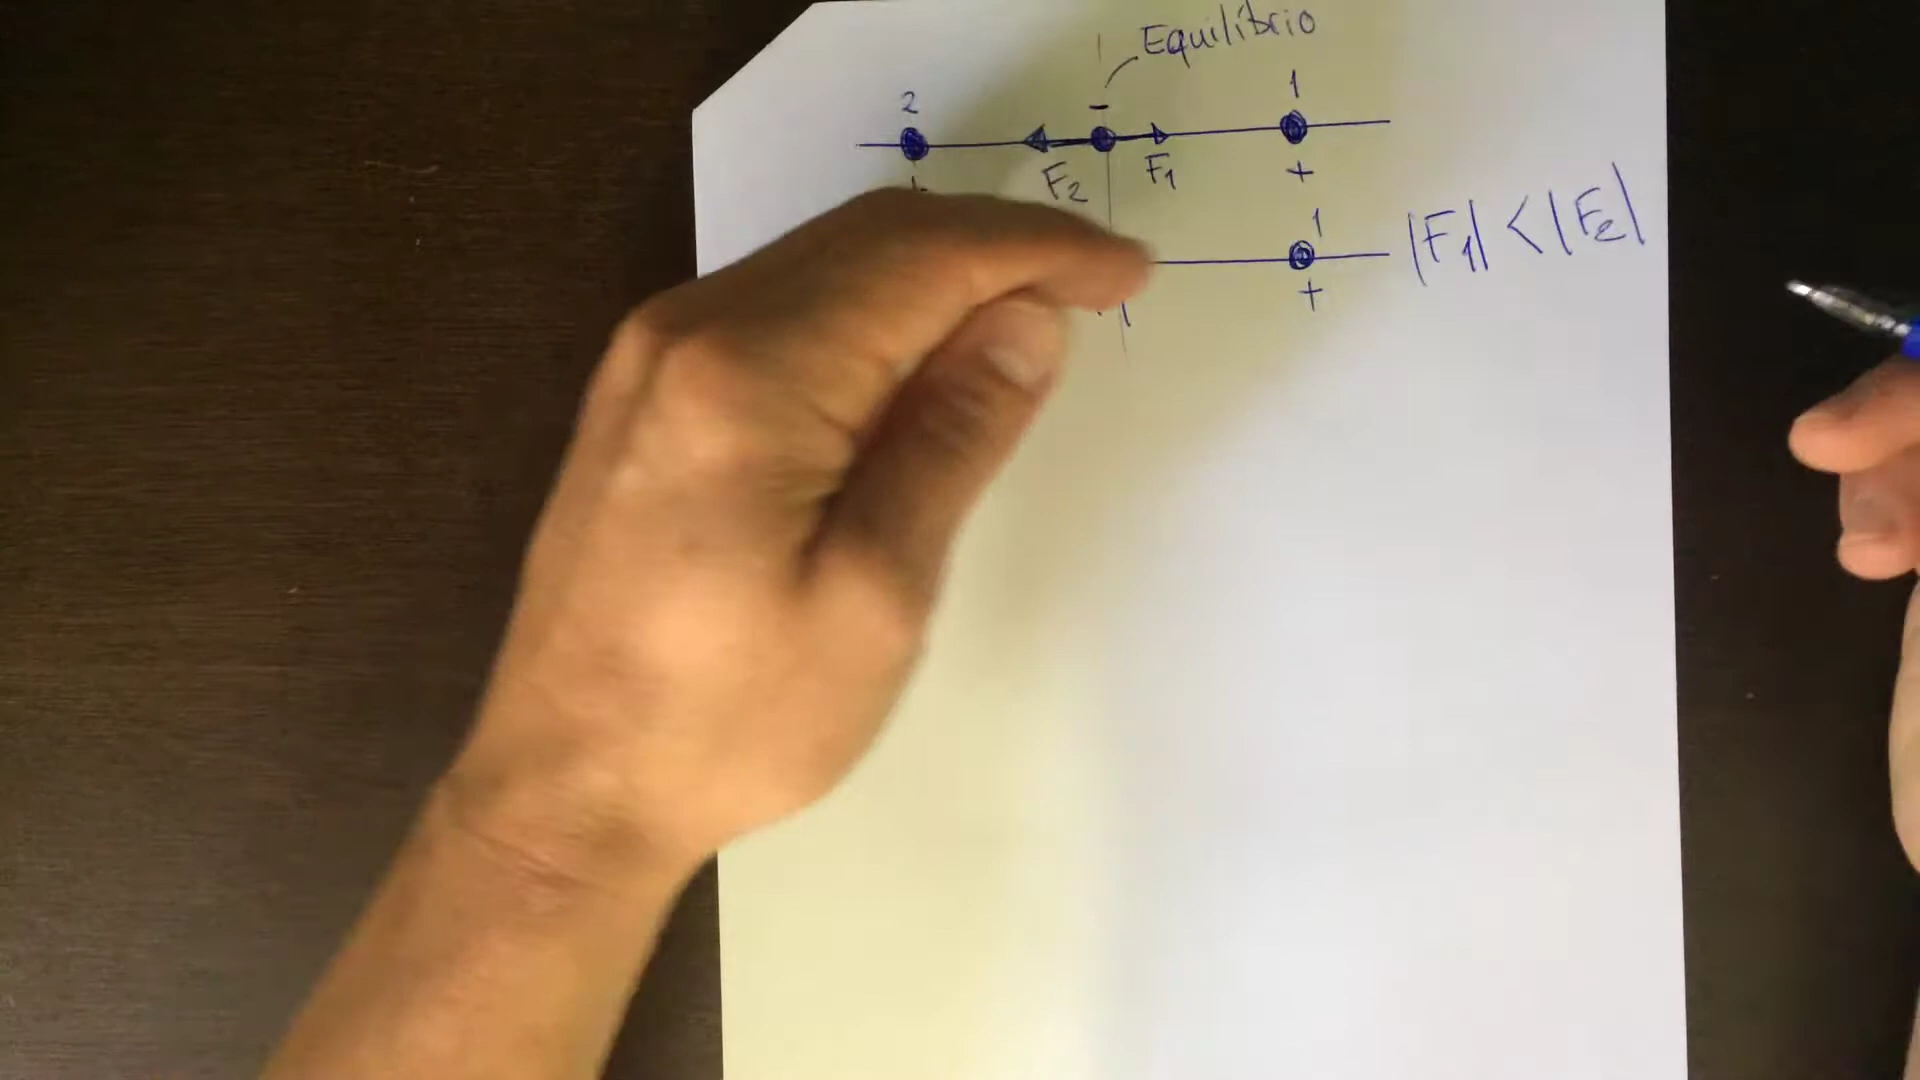 Equilíbrio
2 - 1
F₂ F₁ +
1
|F₁| < |F₂|
+